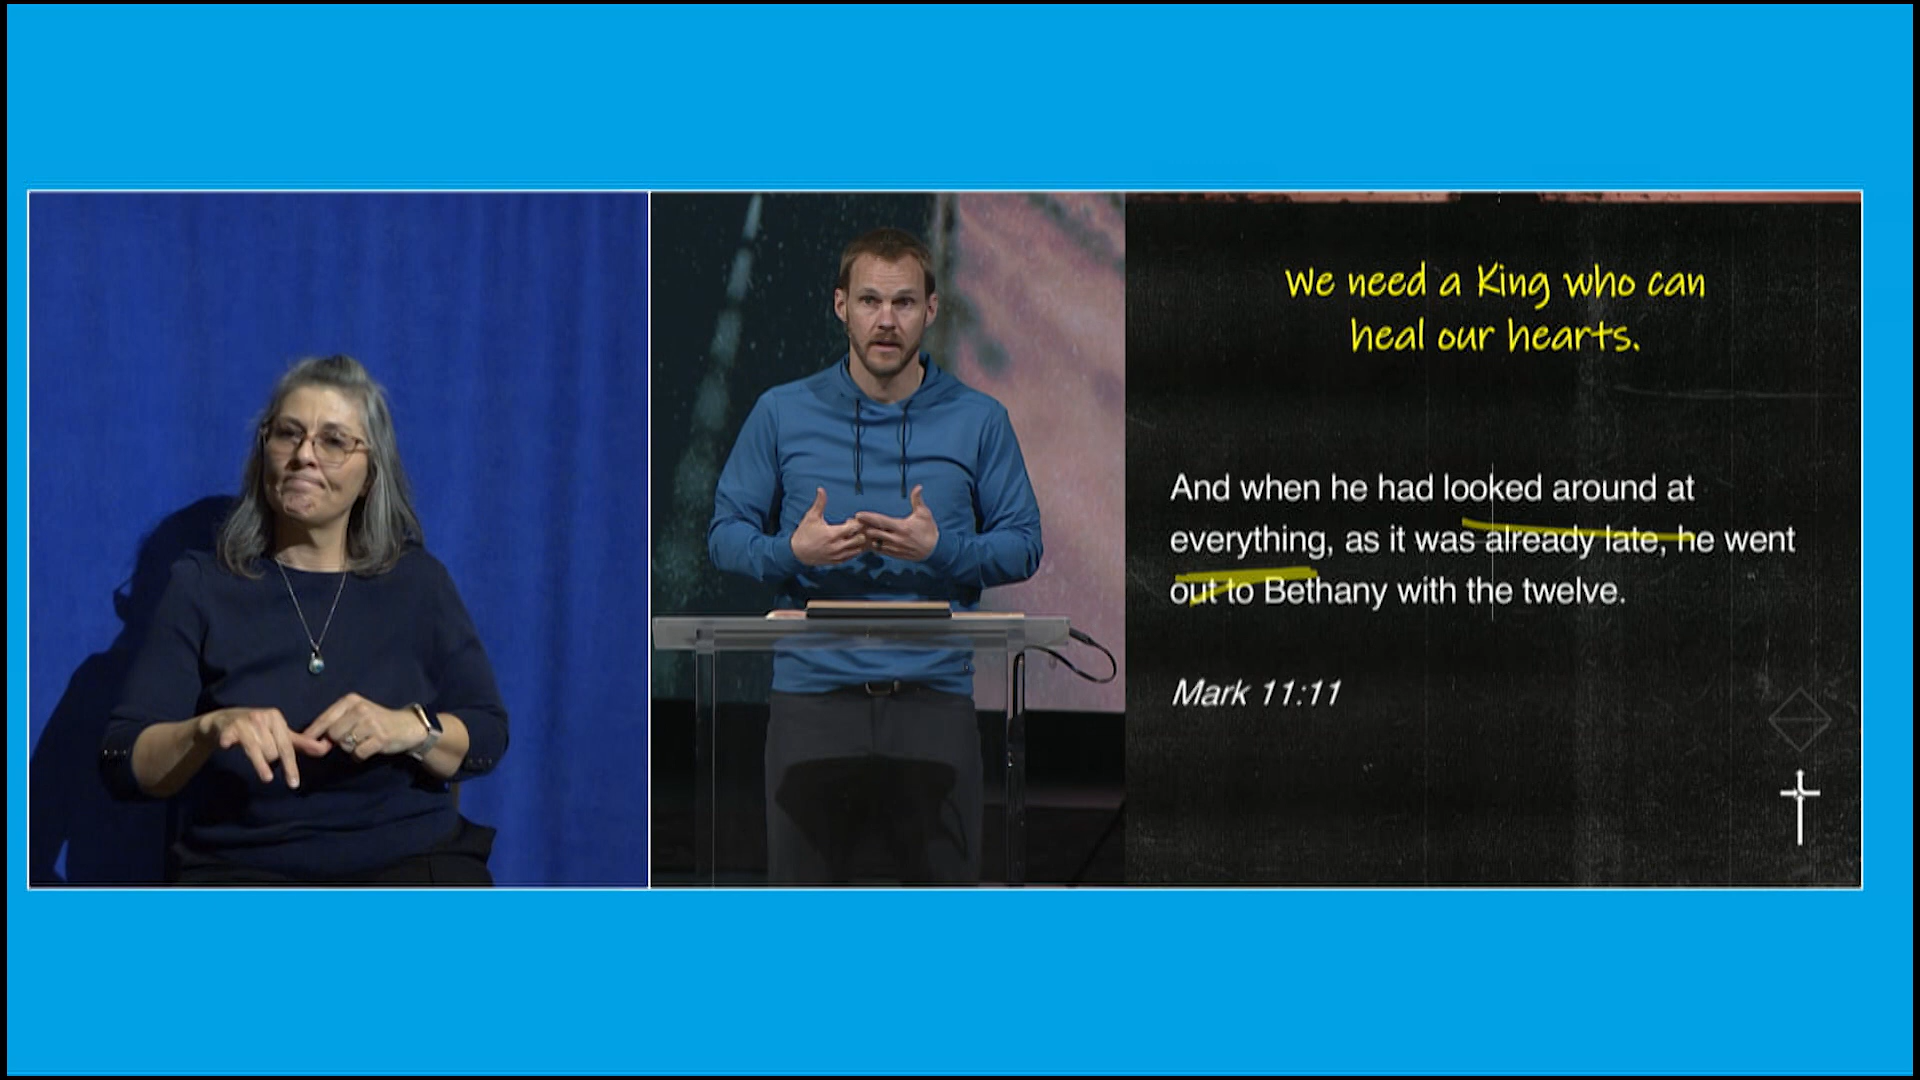 We need a King who can
heal our hearts.
And when he had looked around at
everything, as it was already late, he went
out to Bethany with the twelve.
Mark 11:11